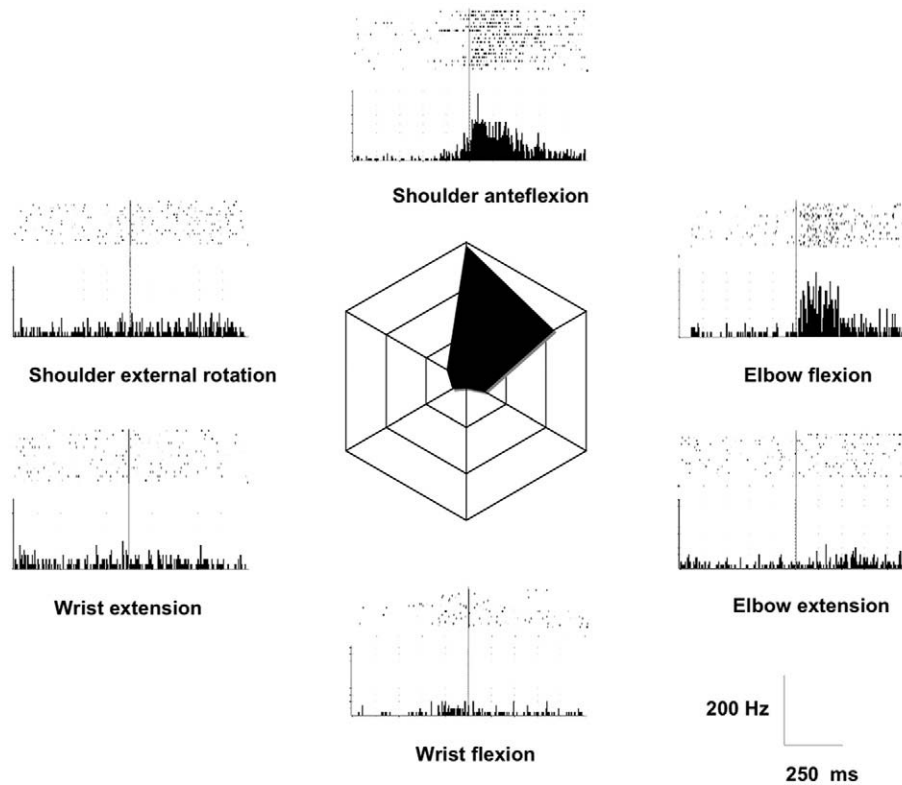 Shoulder anteflexion
Shoulder external rotation
Elbow flexion
Wrist extension
Elbow extension
Wrist flexion
200 Hz
250 ms